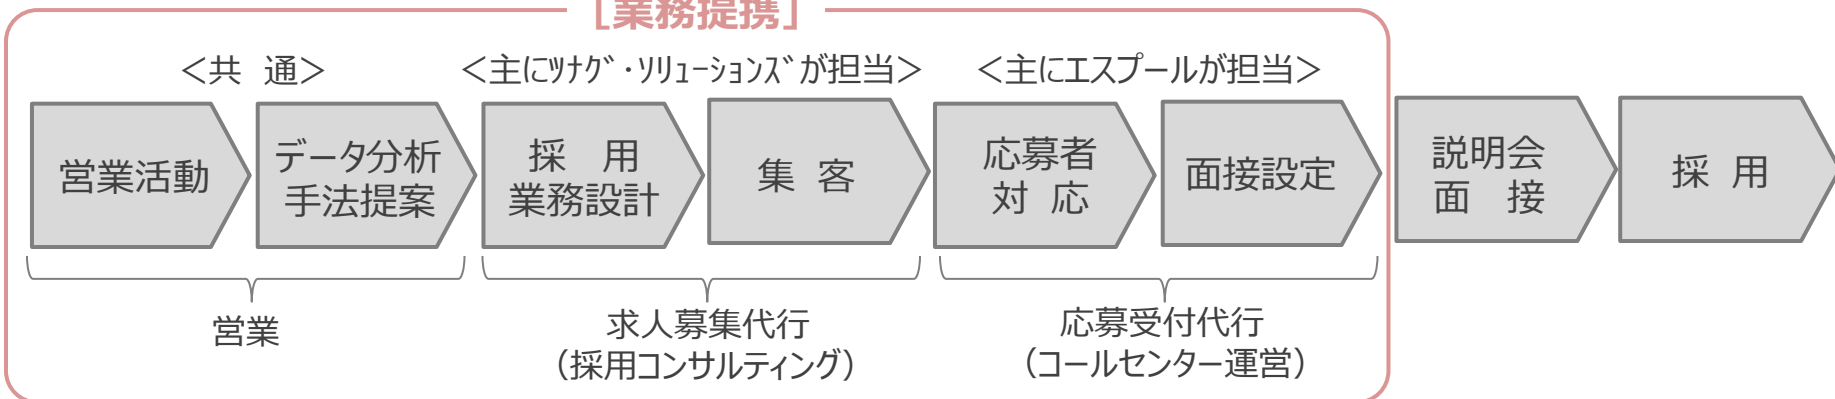 [業務提携]
＜共　通＞
＜主にﾂﾅｸﾞ・ｿﾘｭｰｼｮﾝｽﾞが担当＞
＜主にエスプールが担当＞
営業活動
データ分析
手法提案
採　用
業務設計
集 客
応募者
対 応
面接設定
説明会
面　接
採 用
営業
求人募集代行
（採用コンサルティング）
応募受付代行
（コールセンター運営）